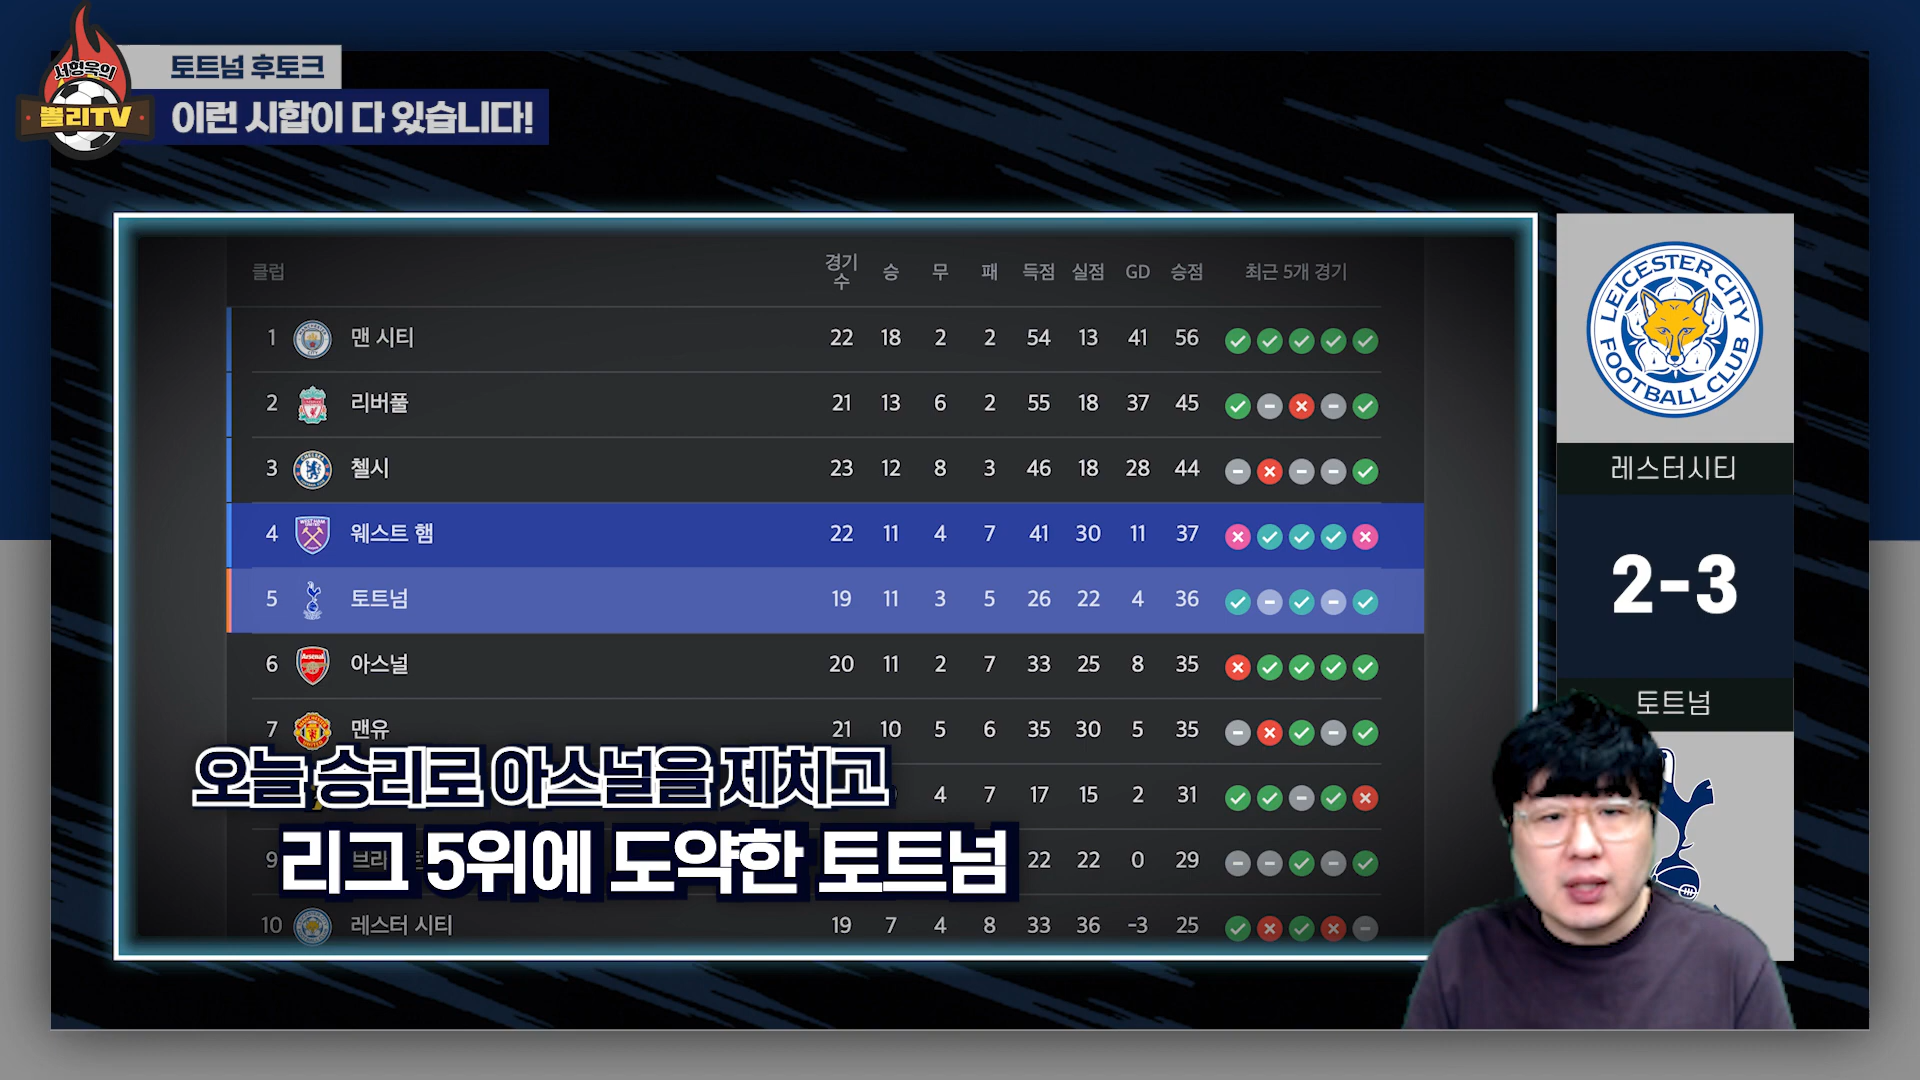 서형욱의
뽈리TV
토트넘 후토크
이런 시합이 다 있습니다!
클럽 경기수 승 무 패 득점 실점 GD 승점 최근 5개 경기
1 맨 시티 22 18 2 2 54 13 41 56
2 리버풀 21 13 6 2 55 18 37 45
3 첼시 23 12 8 3 46 18 28 44
4 웨스트 햄 22 11 4 7 41 30 11 37
5 토트넘 19 11 3 5 26 22 4 36
6 아스널 20 11 2 7 33 25 8 35
7 맨유 21 10 5 6 35 30 5 35
4 7 17 15 2 31
9 22 22 0 29
10 레스터 시티 19 7 4 8 33 36 -3 25
오늘 승리로 아스널을 제치고
리그 5위에 도약한 토트넘
LEICESTER CITY
FOOTBALL CLUB
레스터시티
2-3
토트넘